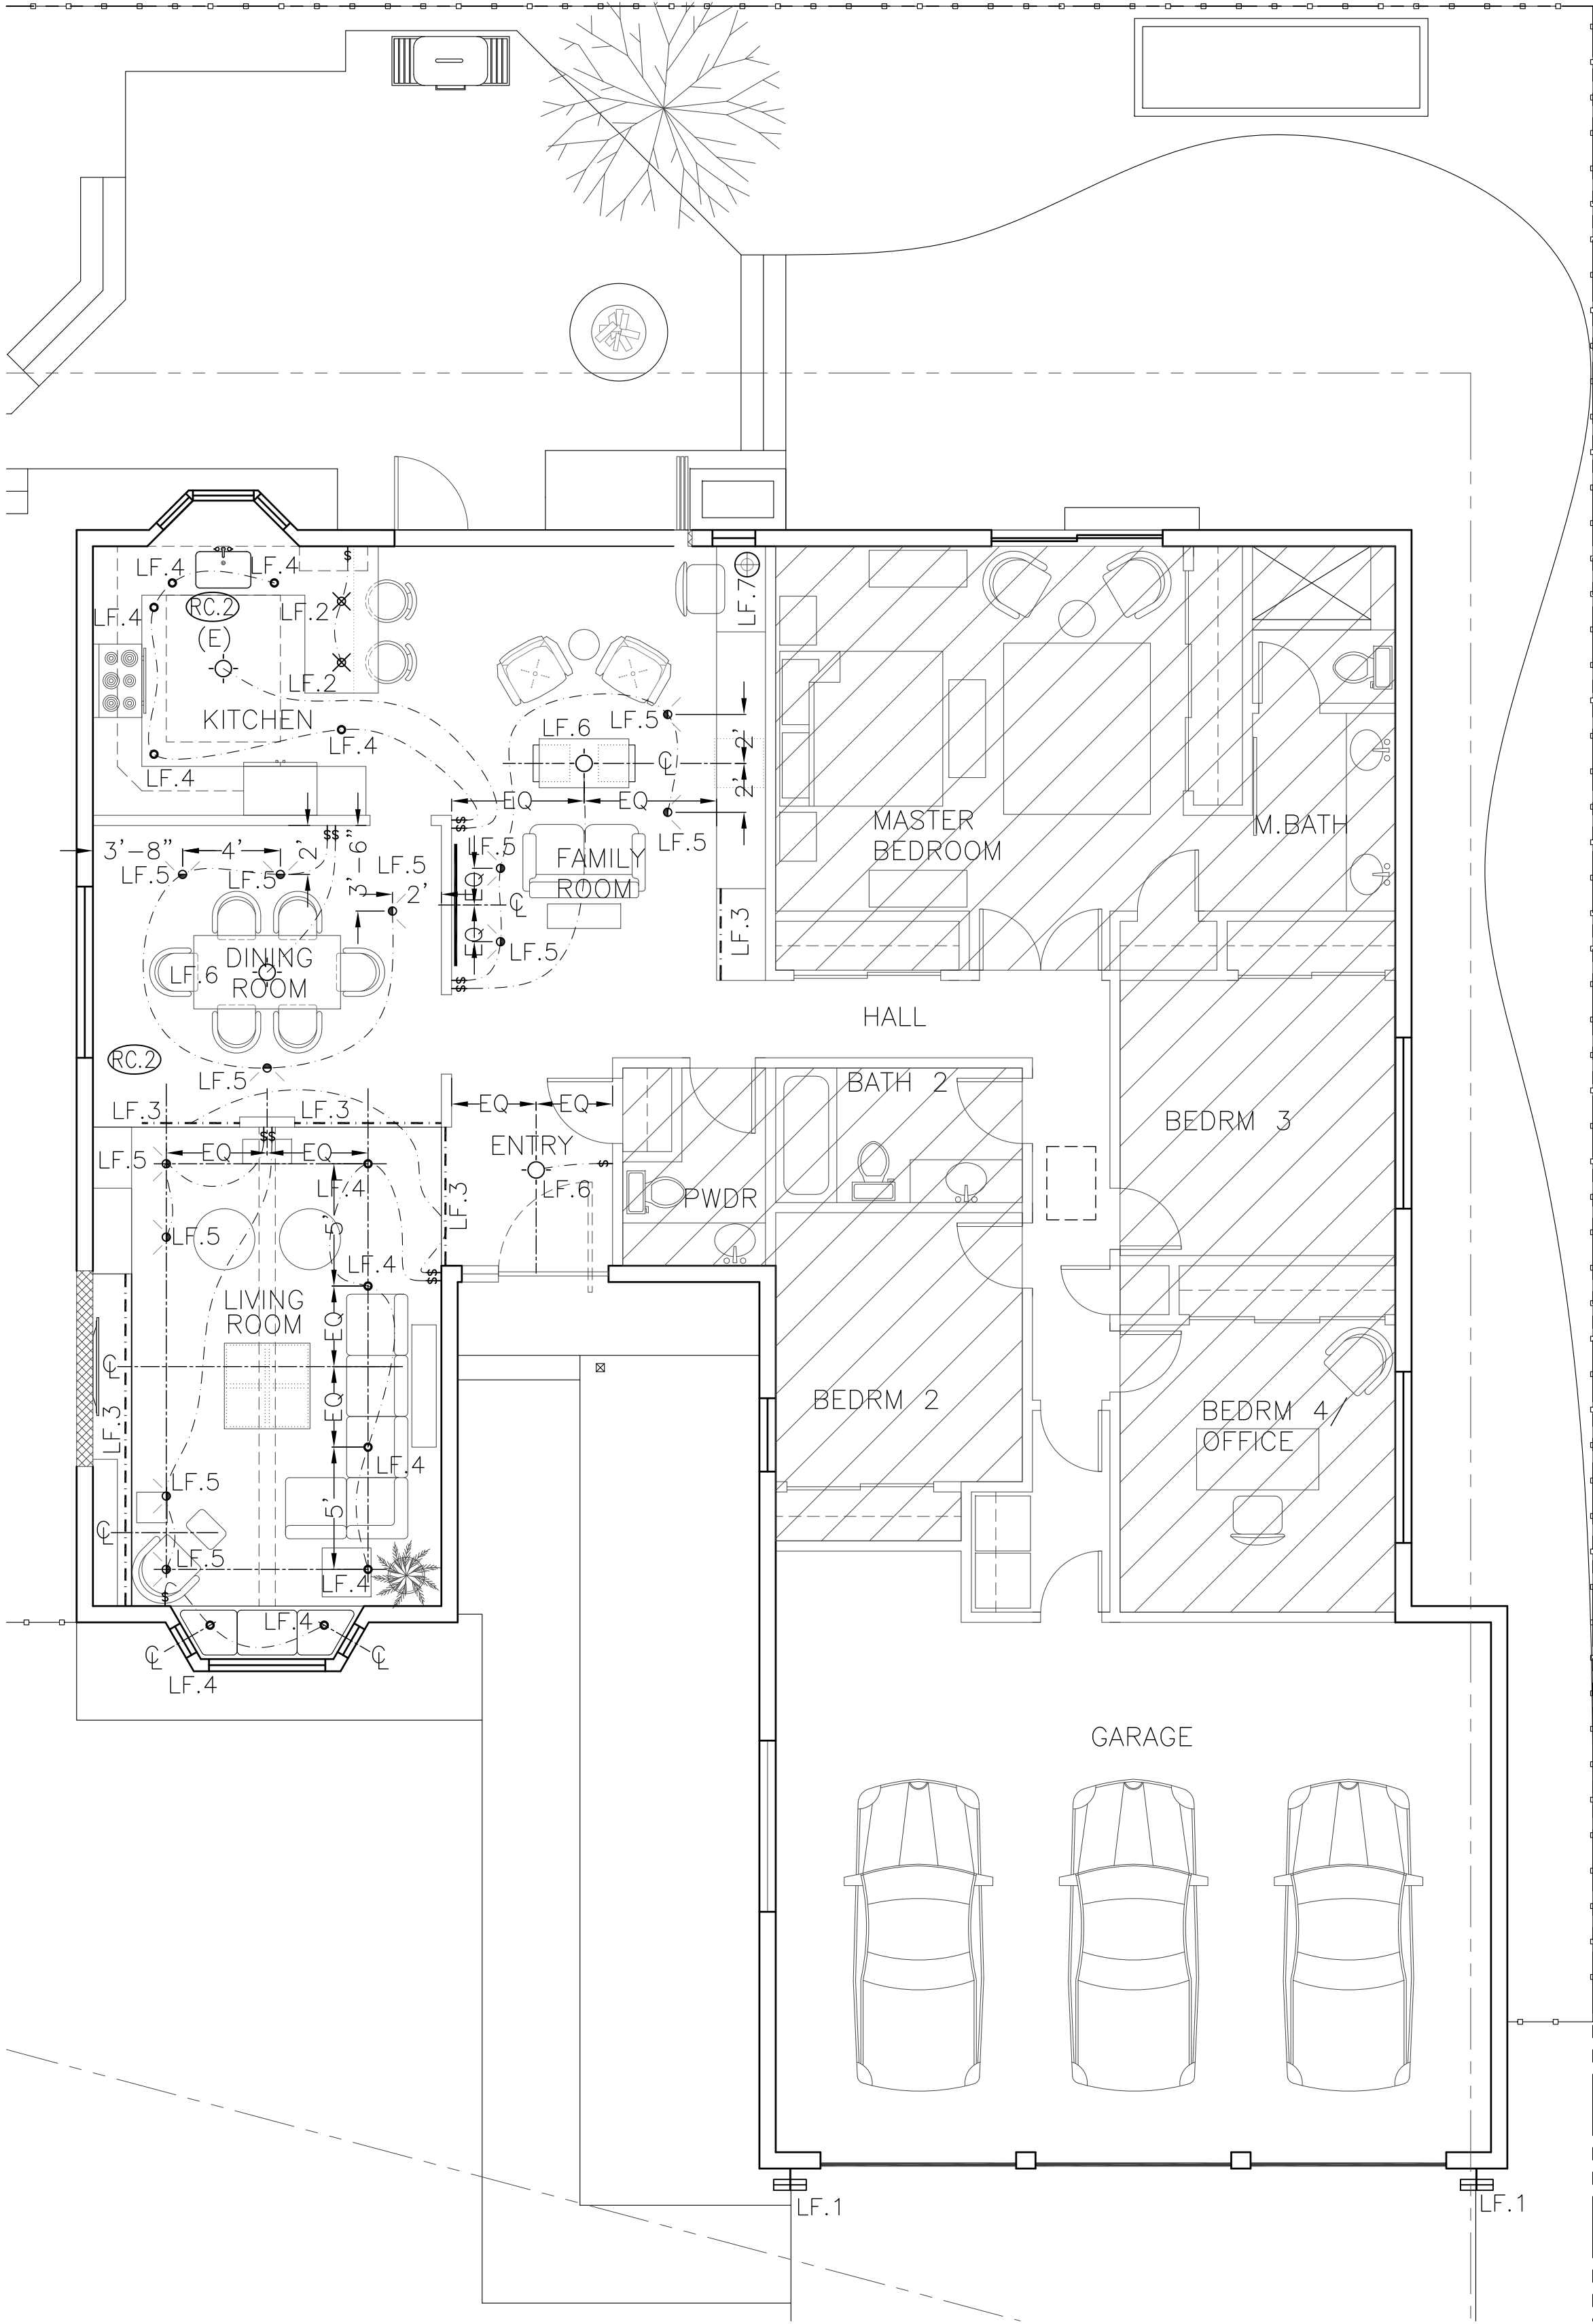 LF.4
LF.4
LF.4
RC.2
LF.2
(E)
LF.2
KITCHEN
LF.4
LF.4
LF.7
LF.6
LF.5
℄
2'
2'
EQ
EQ
LF.5
MASTER
BEDROOM
M.BATH
$
$$
$$
3'-8"
4'
2'
3'-6"
LF.5
LF.5
LF.5
2'
LF.5
FAMILY
ROOM
EQ
℄
EQ
LF.5
$$
LF.3
DINING
ROOM
LF.6
RC.2
LF.5
HALL
LF.3
LF.3
EQ
EQ
ENTRY
$
LF.6
BATH 2
BEDRM 3
PWDR
$$
EQ
EQ
LF.5
LF.4
LF.3
5'
LF.5
LF.4
$$
LIVING
ROOM
EQ
℄
EQ
LF.3
LF.4
LF.5
5'
℄
LF.5
LF.4
$
LF.4
℄
℄
LF.4
BEDRM 2
BEDRM 4/
OFFICE
GARAGE
LF.1
LF.1